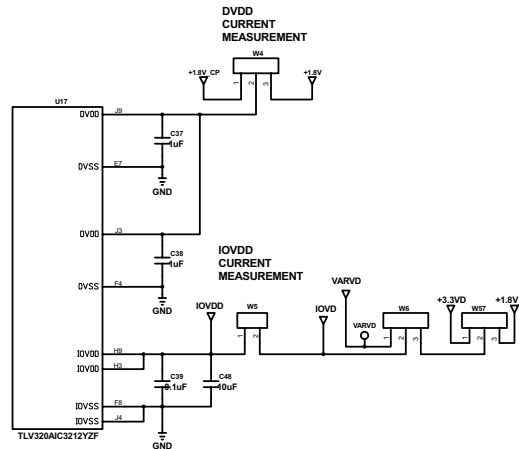 DVDD
CURRENT
MEASUREMENT
W4
+1.8V_CP
+1.8V
1
2
3
U17
DVDD
J9
C37
1uF
DVSS
E7
GND
DVDD
J3
C38
1uF
DVSS
F4
GND
IOVDD
CURRENT
MEASUREMENT
IOVDD
W5
1
2
IOVD
VARVD
VARVD
W6
1
2
3
+3.3VD
+1.8V
W57
1
2
3
IOVDD
H9
IOVDD
H3
C39
0.1uF
C48
10uF
IOVSS
F8
IOVSS
J4
GND
TLV320AIC3212YZF